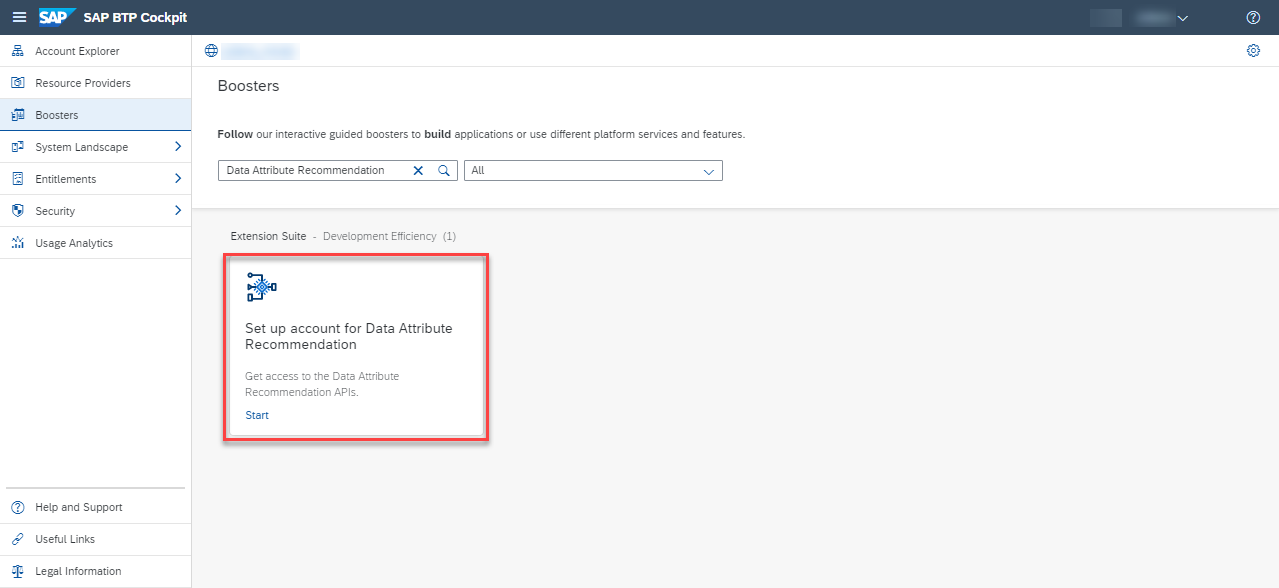 SAP SAP BTP Cockpit
Account Explorer
Resource Providers
Boosters
System Landscape
Entitlements
Security
Usage Analytics
Help and Support
Useful Links
Legal Information
Boosters
Follow our interactive guided boosters to build applications or use different platform services and features.
Data Attribute Recommendation
All
Extension Suite - Development Efficiency (1)
Set up account for Data Attribute
Recommendation
Get access to the Data Attribute
Recommendation APIs.
Start